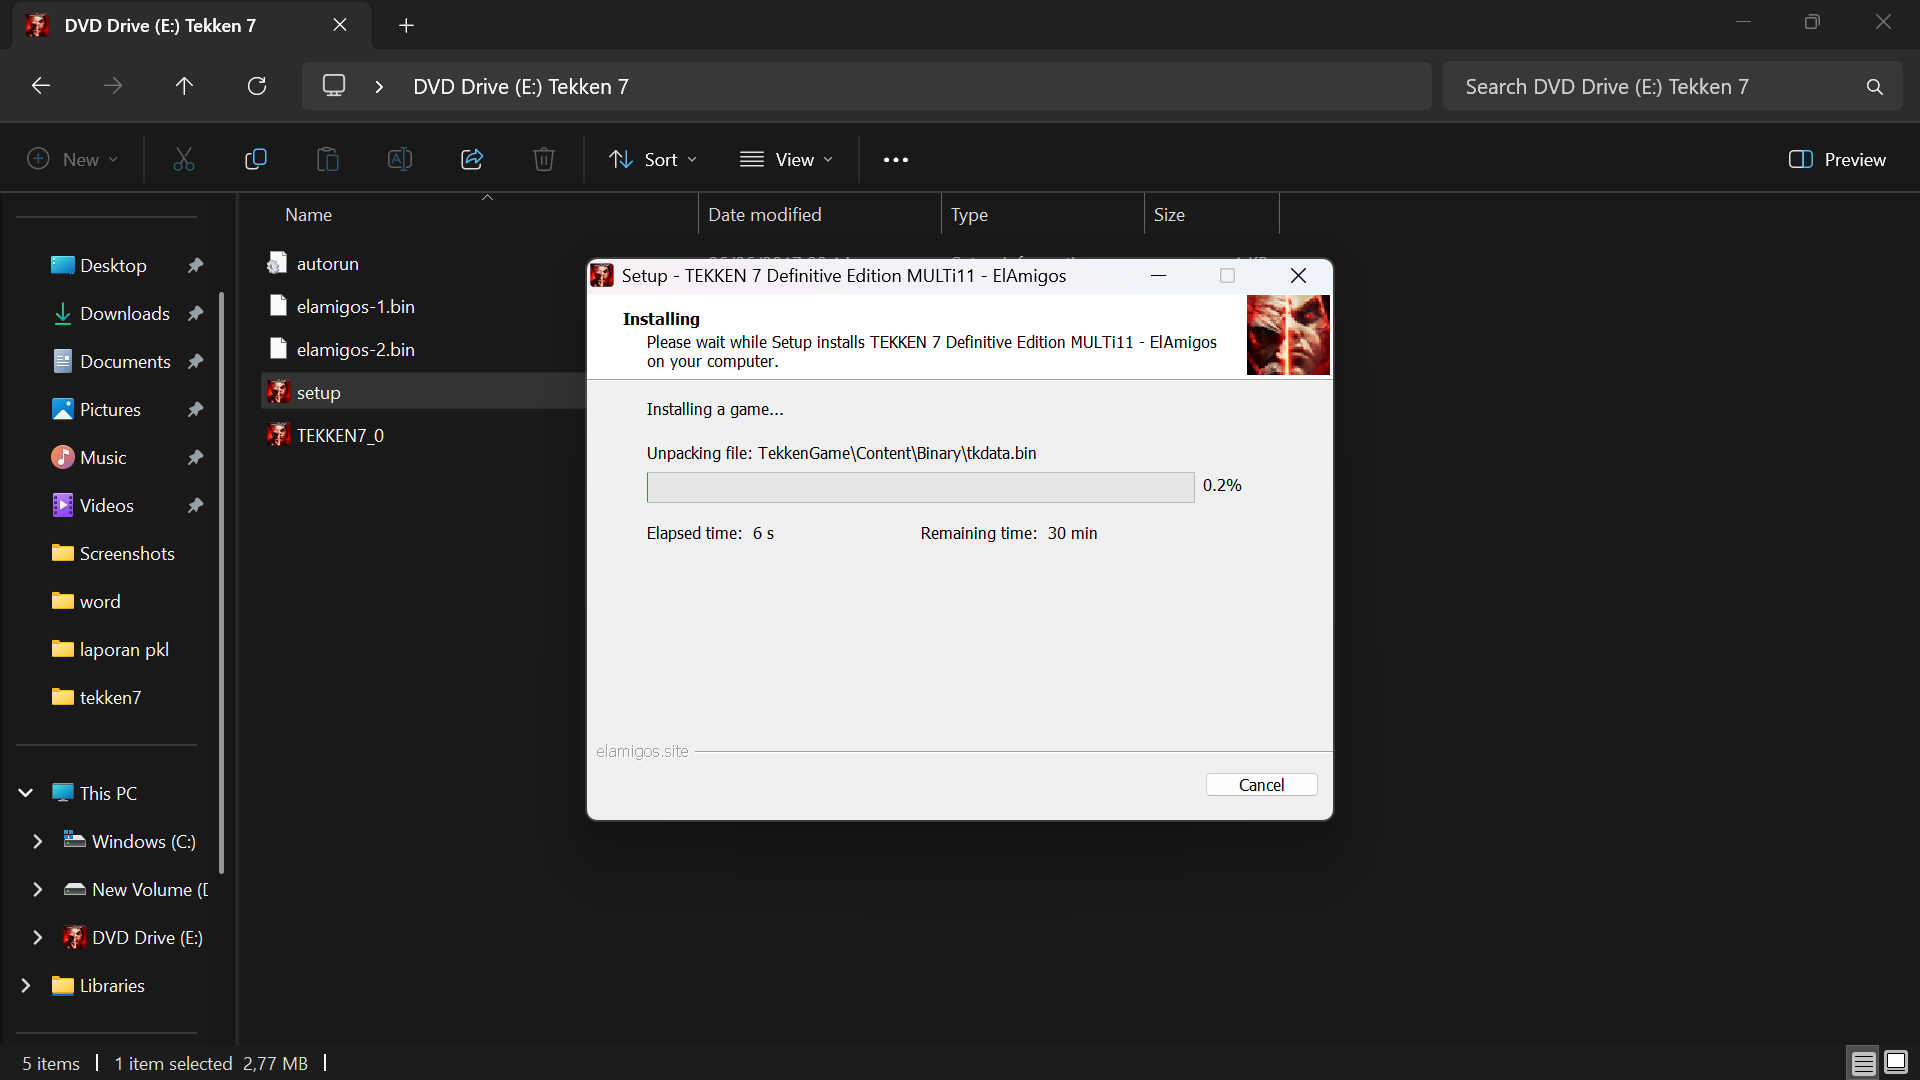 DVD Drive (E:) Tekken 7
DVD Drive (E:) Tekken 7
Search DVD Drive (E:) Tekken 7
New
Sort
View
Preview
Name
Date modified
Type
Size
Desktop
Downloads
Documents
Pictures
Music
Videos
Screenshots
word
laporan pkl
tekken7
This PC
Windows (C:)
New Volume (
DVD Drive (E:)
Libraries
autorun
elamigos-1.bin
elamigos-2.bin
setup
TEKKEN7_0
Setup - TEKKEN 7 Definitive Edition MULTi11 - ElAmigos
Installing
Please wait while Setup installs TEKKEN 7 Definitive Edition MULTi11 - ElAmigos
on your computer.
Installing a game...
Unpacking file: TekkenGame\Content\Binary\tkdata.bin
0.2%
Elapsed time: 6 s
Remaining time: 30 min
elamigos.site
Cancel
5 items
1 item selected 2,77 MB